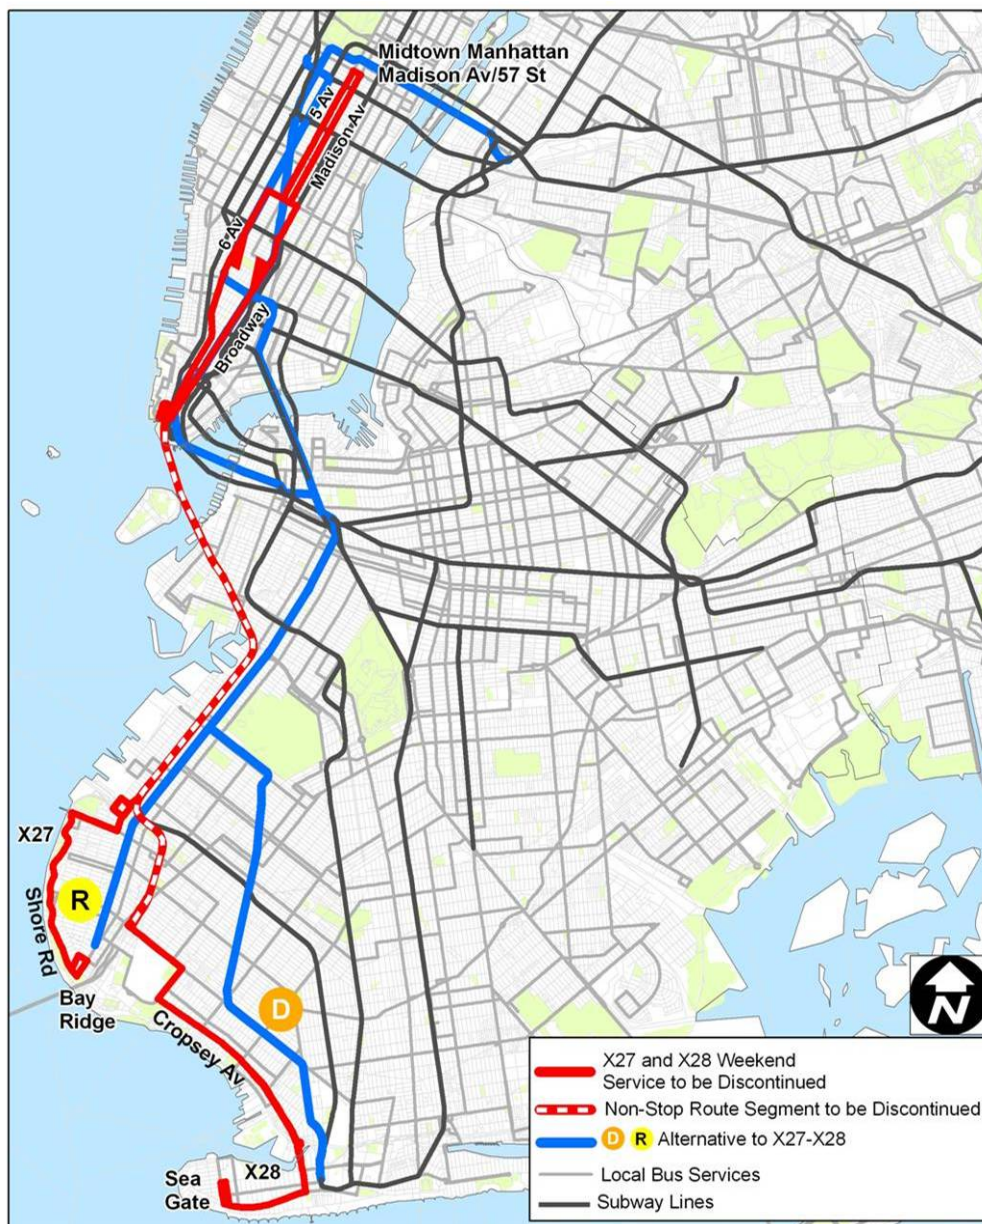 Midtown Manhattan
Madison Av/57 St
5 Av
Madison Av
6 Av
Broadway
X27
R
Shore Rd
Bay
Ridge
D
Cropsey Av
N
X28
Sea
Gate
X27 and X28 Weekend
Service to be Discontinued
Non-Stop Route Segment to be Discontinued
D R Alternative to X27-X28
Local Bus Services
Subway Lines